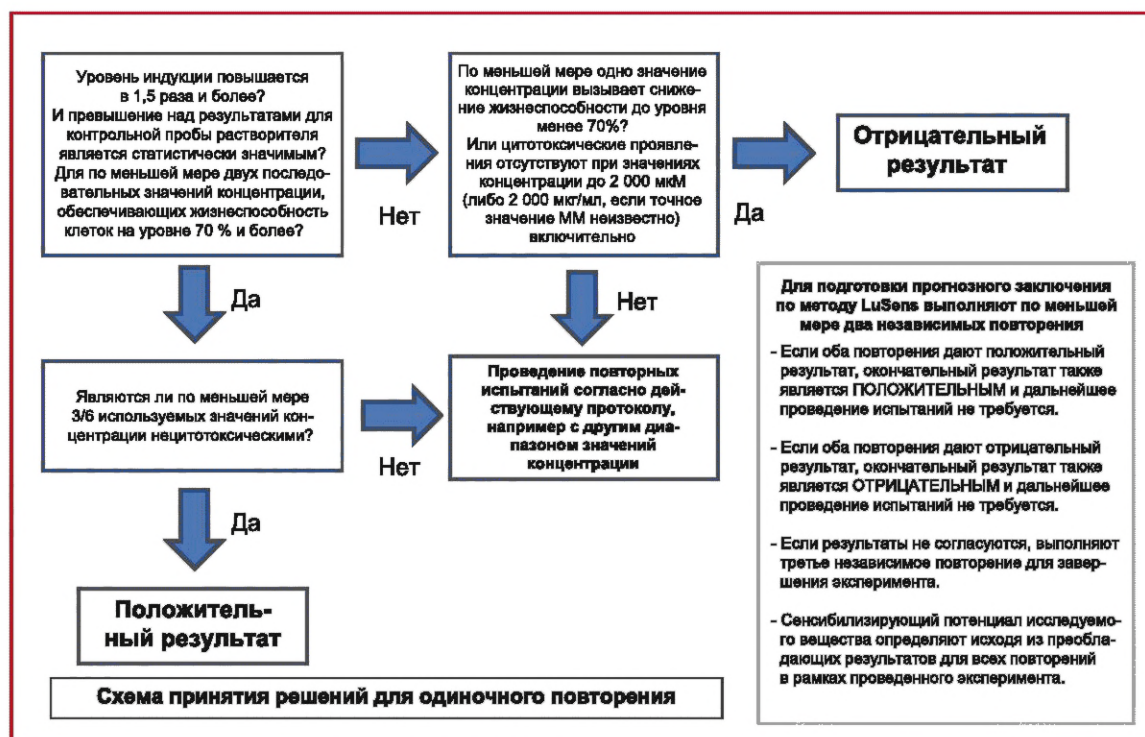 Уровень индукции повышается
в 1,5 раза и более?
И превышение над результатами для
контрольной пробы растворителя
является статистически значимым?
Для по меньшей мере двух последо-
вательных значений концентрации,
обеспечивающих жизнеспособность
клеток на уровне 70 % и более?
Нет
По меньшей мере одно значение
концентрации вызывает сниже-
ние жизнеспособности до уровня
менее 70%?
Или цитотоксические проявле-
ния отсутствуют при значениях
концентрации до 2 000 мкМ
(либо 2 000 мкг/мл, если точное
значение ММ неизвестно)
включительно
Да
Отрицательный
результат
Да
Нет
Являются ли по меньшей мере
3/6 используемых значений кон-
центрации нецитотоксическими?
Нет
Проведение повторных
испытаний согласно дей-
ствующему протоколу,
например с другим диа-
пазоном значений
концентрации
Да
Положитель-
ный результат
Схема принятия решений для одиночного повторения
Для подготовки прогнозного заключения
по методу LuSens выполняют по меньшей
мере два независимых повторения
- Если оба повторения дают положительный
результат, окончательный результат также
является ПОЛОЖИТЕЛЬНЫМ и дальнейшее
проведение испытаний не требуется.
- Если оба повторения дают отрицательный
результат, окончательный результат также
является ОТРИЦАТЕЛЬНЫМ и дальнейшее
проведение испытаний не требуется.
- Если результаты не согласуются, выполняют
третье независимое повторение для завер-
шения эксперимента.
- Сенсибилизирующий потенциал исследуемо-
го вещества определяют исходя из преобла-
дающих результатов для всех повторений
в рамках проведенного эксперимента.